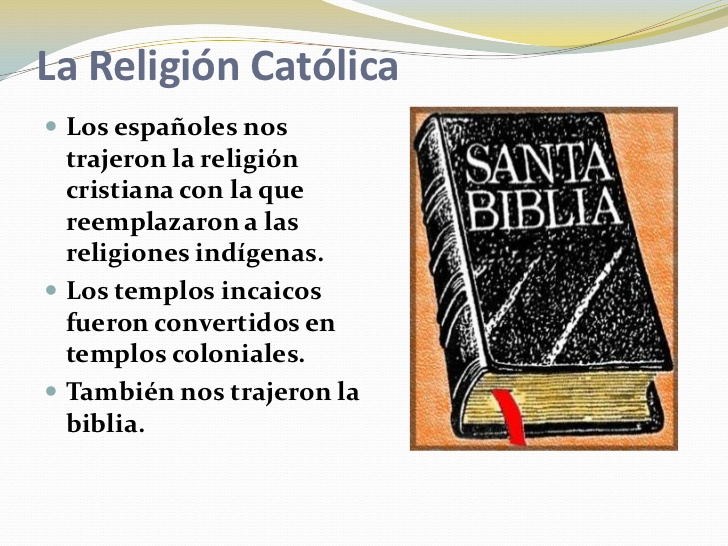 La Religión Católica
• Los españoles nos
trajeron la religión
cristiana con la que
reemplazaron a las
religiones indígenas.
• Los templos incaicos
fueron convertidos en
templos coloniales.
• También nos trajeron la
biblia.
SANTA
BIBLIA